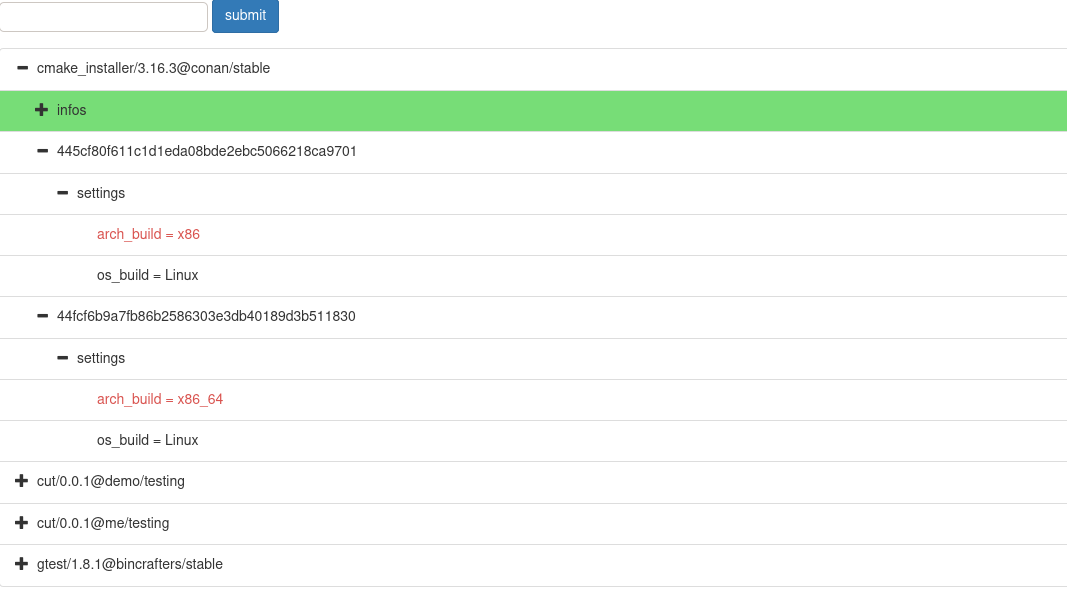 submit
cmake_installer/3.16.3@conan/stable
infos
445cf80f611c1d1eda08bde2ebc5066218ca9701
settings
arch_build = x86
os_build = Linux
44fcf6b9a7fb86b2586303e3db40189d3b511830
settings
arch_build = x86_64
os_build = Linux
cut/0.0.1@demo/testing
cut/0.0.1@me/testing
gtest/1.8.1@bincrafters/stable